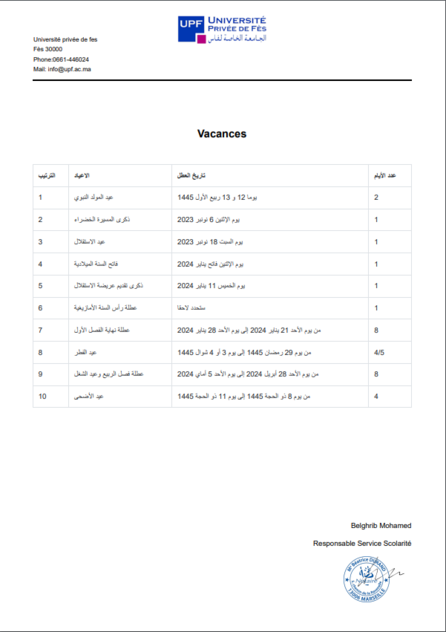 UPF UNIVERSITÉ
PRIVÉE DE FÈS
الجامعة الخاصة لفاس
Université privée de fes
Fès 30000
Phone:0661-446024
Mail: info@upf.ac.ma
Vacances
الترتيب الاعياد تاريخ العطل عدد الأيام
1 عيد المولد النبوي يوما 12 و 13 ربيع الأول 1445 2
2 ذكرى المسيرة الخضراء يوم الإثنين 6 نونبر 2023 1
3 عيد الاستقلال يوم السبت 18 نونبر 2023 1
4 فاتح السنة الميلادية يوم الإثنين فاتح يناير 2024 1
5 ذكرى تقديم عريضة الاستقلال يوم الخميس 11 يناير 2024 1
6 عطلة رأس السنة الأمازيغية ستحدد لاحقا 1
7 عطلة نهاية الفصل الأول من يوم الأحد 21 يناير 2024 إلى يوم الأحد 28 يناير 2024 8
8 عيد الفطر من يوم 29 رمضان 1445 إلى يوم 3 أو 4 شوال 1445 4/5
9 عطلة فصل الربيع وعيد الشغل من يوم الأحد 28 أبريل 2024 إلى يوم الأحد 5 أماي 2024 8
10 عيد الأضحى من يوم 8 ذو الحجة 1445 إلى يوم 11 ذو الحجة 1445 4
Belghrib Mohamed
Responsable Service Scolarité
Notaire
13006 MARSEILLE